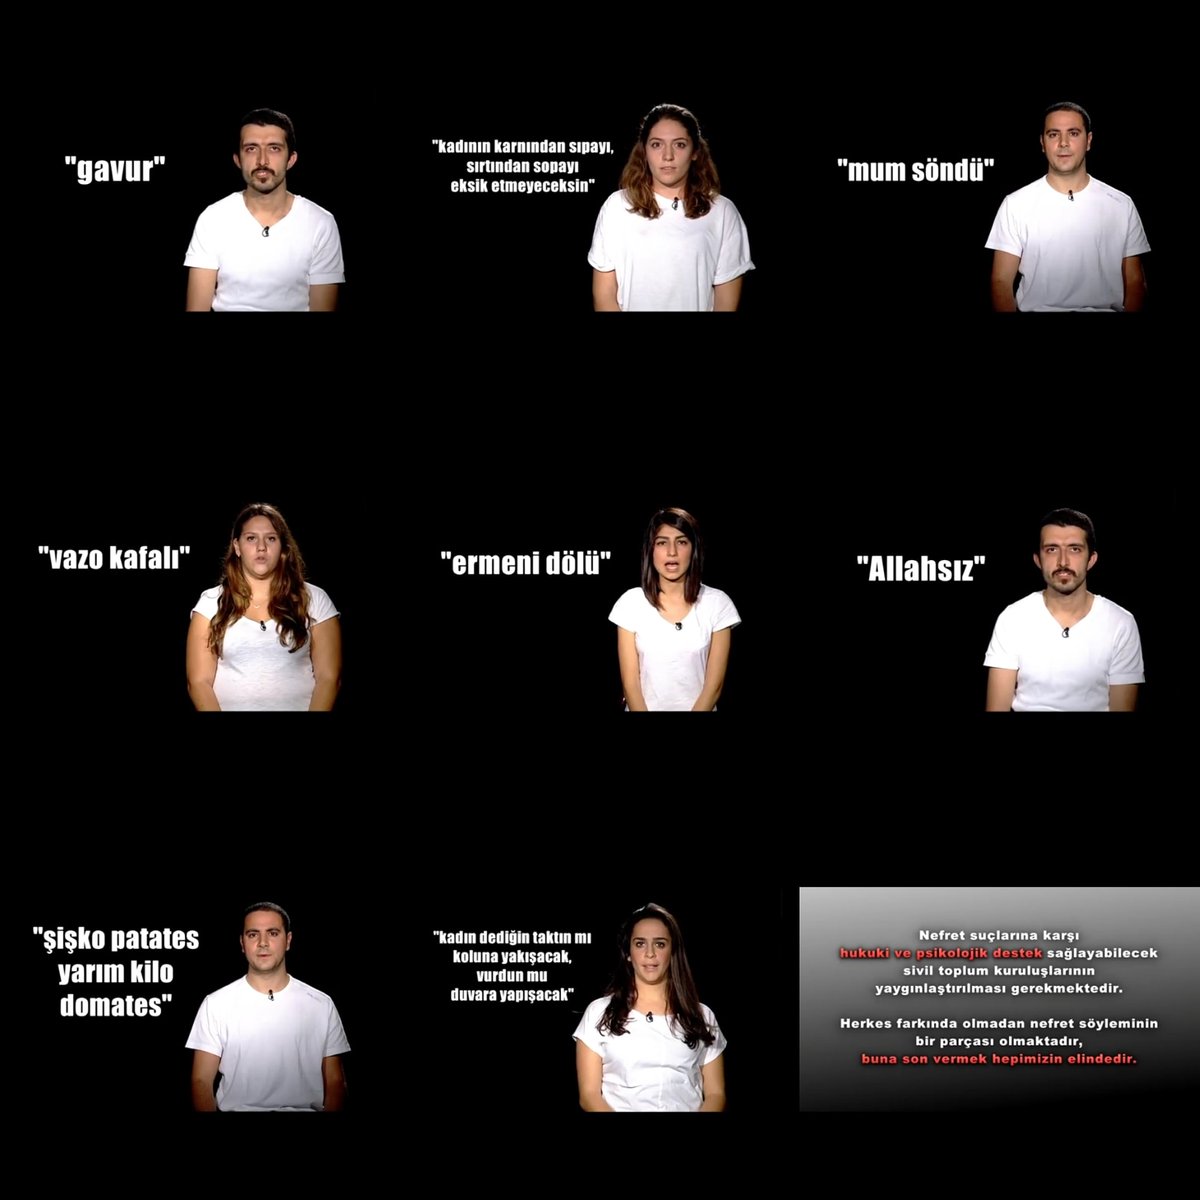 "gavur"
"kadının karnından sıpayı,
sırtından sopayı
eksik etmeyeceksin"
"mum söndü"
"vazo kafalı"
"ermeni dölü"
"Allahsız"
"şişko patates
yarım kilo
domates"
"kadın dediğin taktın mı
koluna yakışacak,
vurdun mu
duvara yapışacak"
Nefret suçlarına karşı
hukuki ve psikolojik destek sağlayabilecek
sivil toplum kuruluşlarının
yaygınlaştırılması gerekmektedir.
Herkes farkında olmadan nefret söyleminin
bir parçası olmaktadır,
buna son vermek hepimizin elindedir.